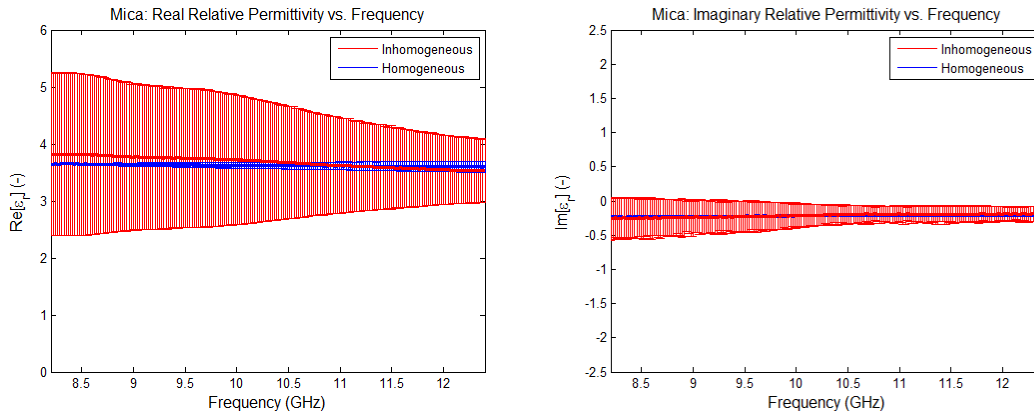 Mica: Real Relative Permittivity vs. Frequency
6
5
4
3
2
1
0
Re[εr] (-)
Inhomogeneous
Homogeneous
8.5 9 9.5 10 10.5 11 11.5 12
Frequency (GHz)
Mica: Imaginary Relative Permittivity vs. Frequency
2.5
2
1.5
1
0.5
0
-0.5
-1
-1.5
-2
-2.5
Im[εr] (-)
Inhomogeneous
Homogeneous
8.5 9 9.5 10 10.5 11 11.5 12
Frequency (GHz)